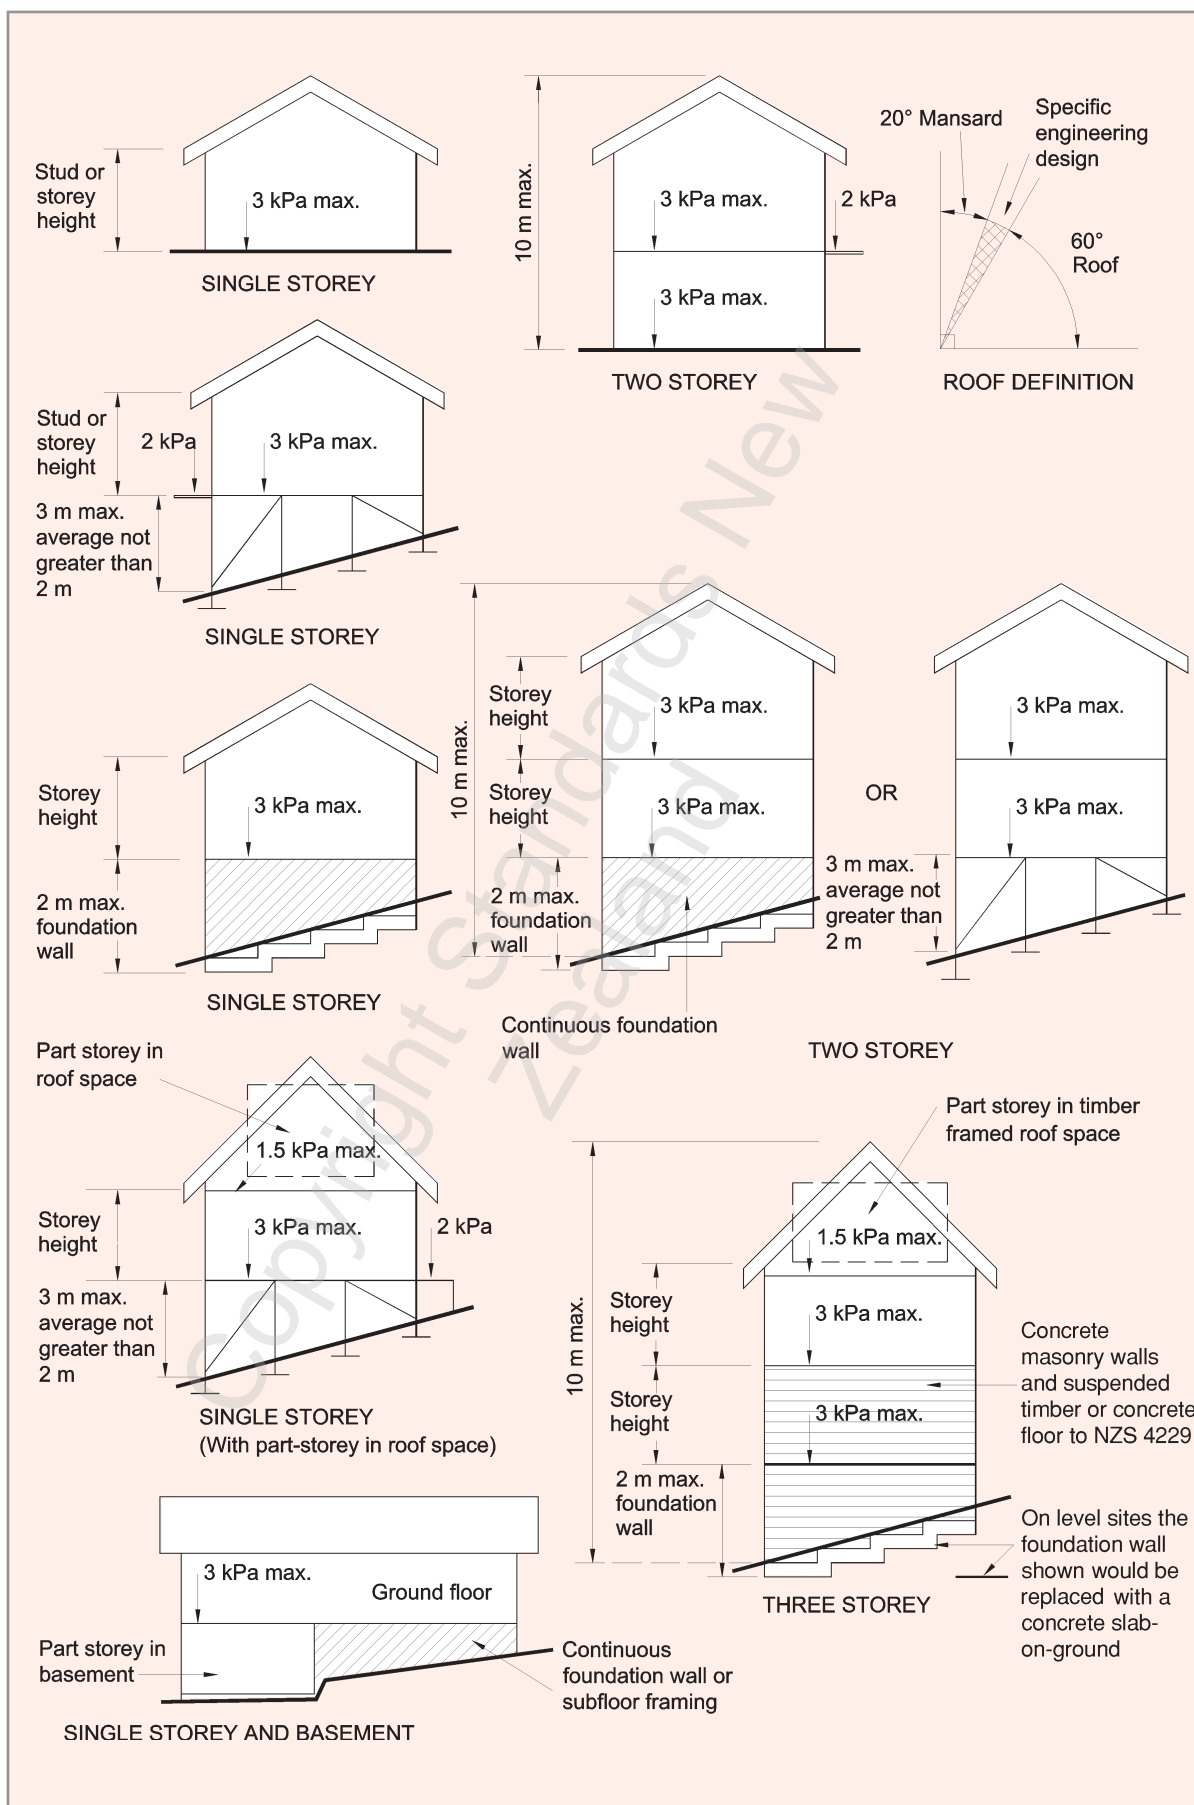 Stud or
storey
height
3 kPa max.
SINGLE STOREY
10 m max.
3 kPa max.
2 kPa
3 kPa max.
TWO STOREY
20° Mansard
Specific
engineering
design
60°
Roof
ROOF DEFINITION
Stud or
storey
height
2 kPa
3 kPa max.
3 m max.
average not
greater than
2 m
SINGLE STOREY
Storey
height
3 kPa max.
2 m max.
foundation
wall
SINGLE STOREY
10 m max.
Storey
height
3 kPa max.
Storey
height
3 kPa max.
2 m max.
foundation
wall
Continuous foundation
wall
OR
3 kPa max.
3 kPa max.
3 m max.
average not
greater than
2 m
TWO STOREY
Part storey in
roof space
1.5 kPa max.
Storey
height
3 kPa max.
2 kPa
3 m max.
average not
greater than
2 m
SINGLE STOREY
(With part-storey in roof space)
Part storey in timber
framed roof space
10 m max.
1.5 kPa max.
Storey
height
3 kPa max.
Storey
height
3 kPa max.
Concrete
masonry walls
and suspended
timber or concrete
floor to NZS 4229
2 m max.
foundation
wall
On level sites the
foundation wall
shown would be
replaced with a
concrete slab-
on-ground
THREE STOREY
3 kPa max.
Ground floor
Part storey in
basement
Continuous
foundation wall or
subfloor framing
SINGLE STOREY AND BASEMENT
Copyright Standards New
Zealand